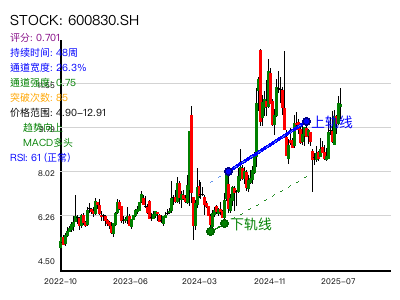 STOCK: 600830.SH
评分: 0.701
持续时间: 48周
通道宽度: 26.3%
通道强度: 0.75
突破次数:
价格范围: 4.90-12.91
趋势向上
MACD多头
RSI: 61 (正常)
上轨线
下轨线
8.02
6.26
4.50
2022-10
2023-06
2024-03
2024-11
2025-07